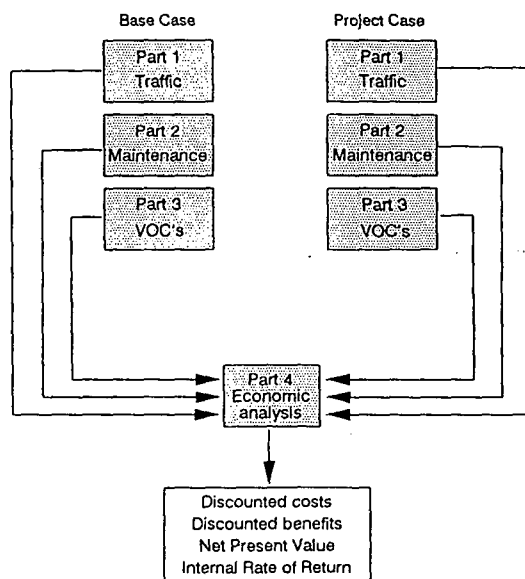 Base Case
Project Case
Part 1
Traffic
Part 1
Traffic
Part 2
Maintenance
Part 2
Maintenance
Part 3
VOC's
Part 3
VOC's
Part 4
Economic
analysis
Discounted costs
Discounted benefits
Net Present Value
Internal Rate of Return